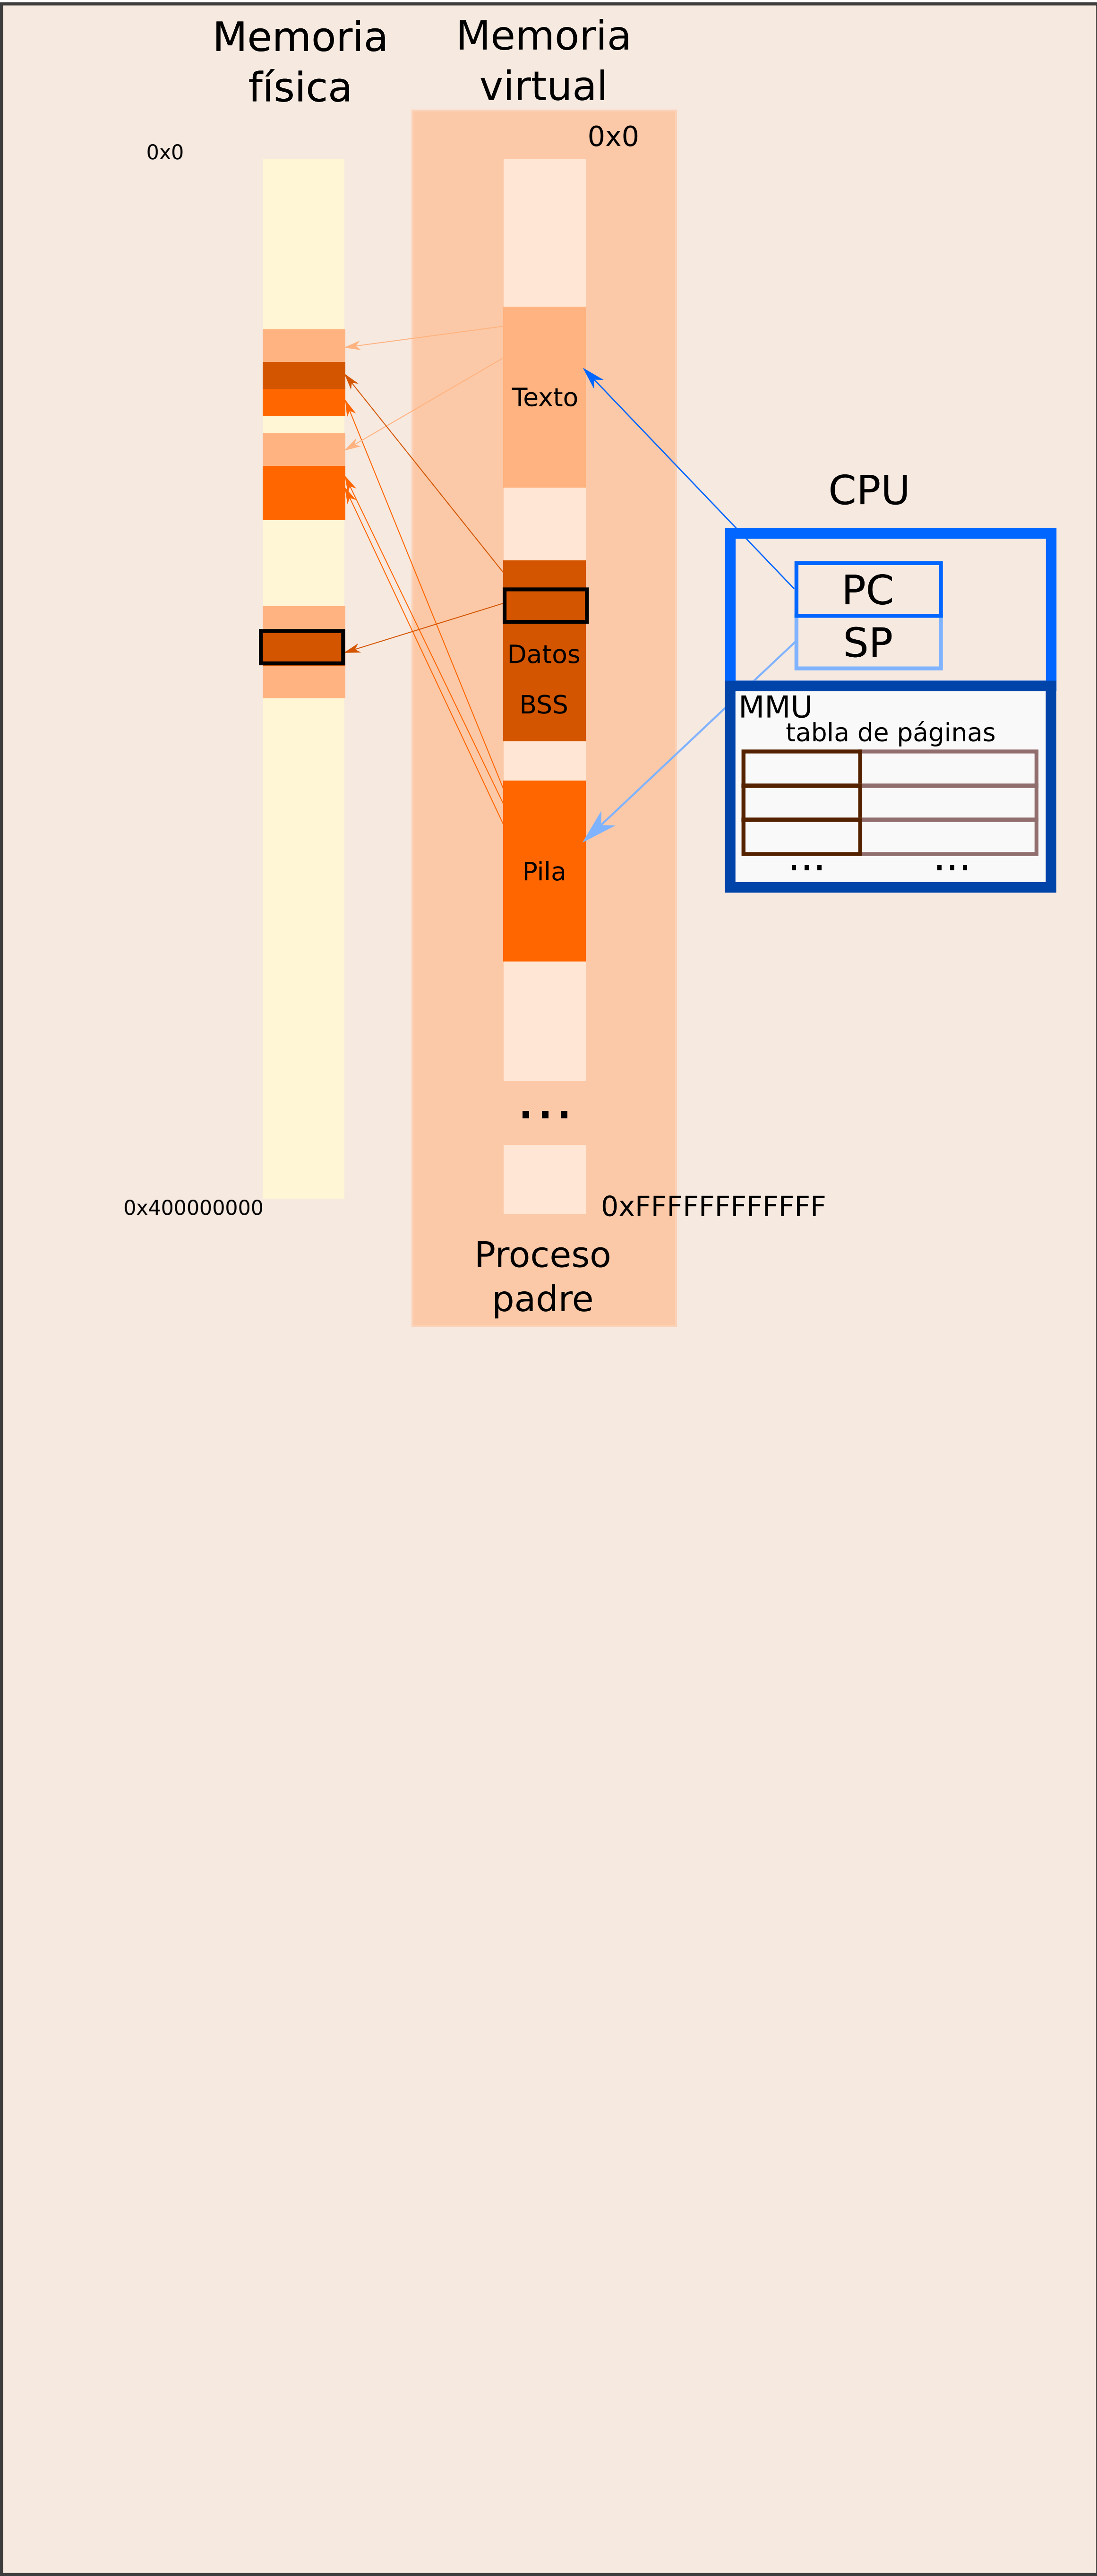 Memoria
física
Memoria
virtual
0x0
0x0
Texto
CPU
PC
SP
Datos
BSS
MMU
tabla de páginas
Pila
... ...
...
0x400000000
0xFFFFFFFFFFFF
Proceso
padre